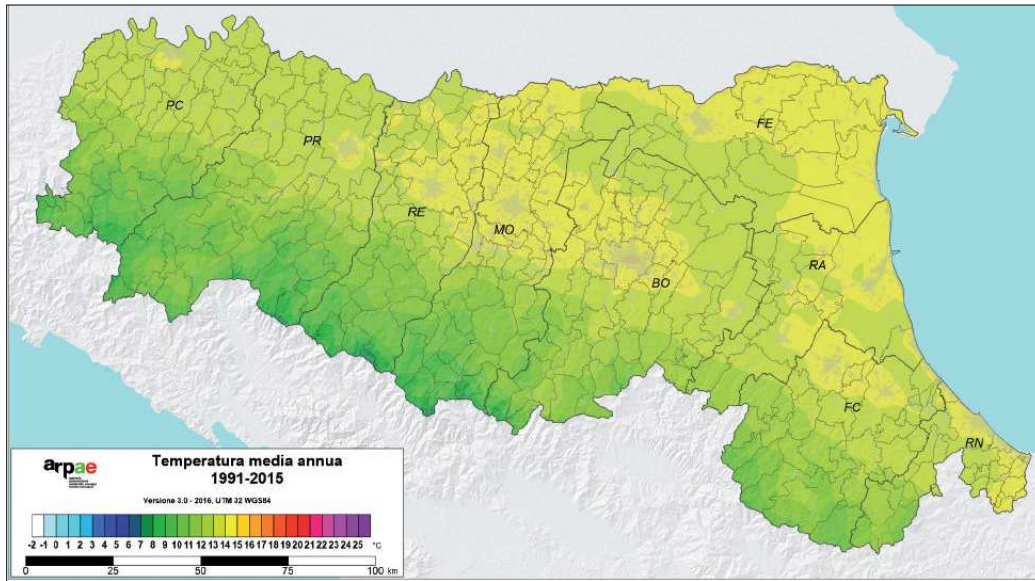 PC
PR
RE
MO
BO
FE
RA
FC
RN
arpae
Temperatura media annua
1991-2015
Versione 3.0 - 2016, UTM 32 WGS84
-2 -1 0 1 2 3 4 5 6 7 8 9 10 11 12 13 14 15 16 17 18 19 20 21 22 23 24 25 °C
0 25 50 75 100 km